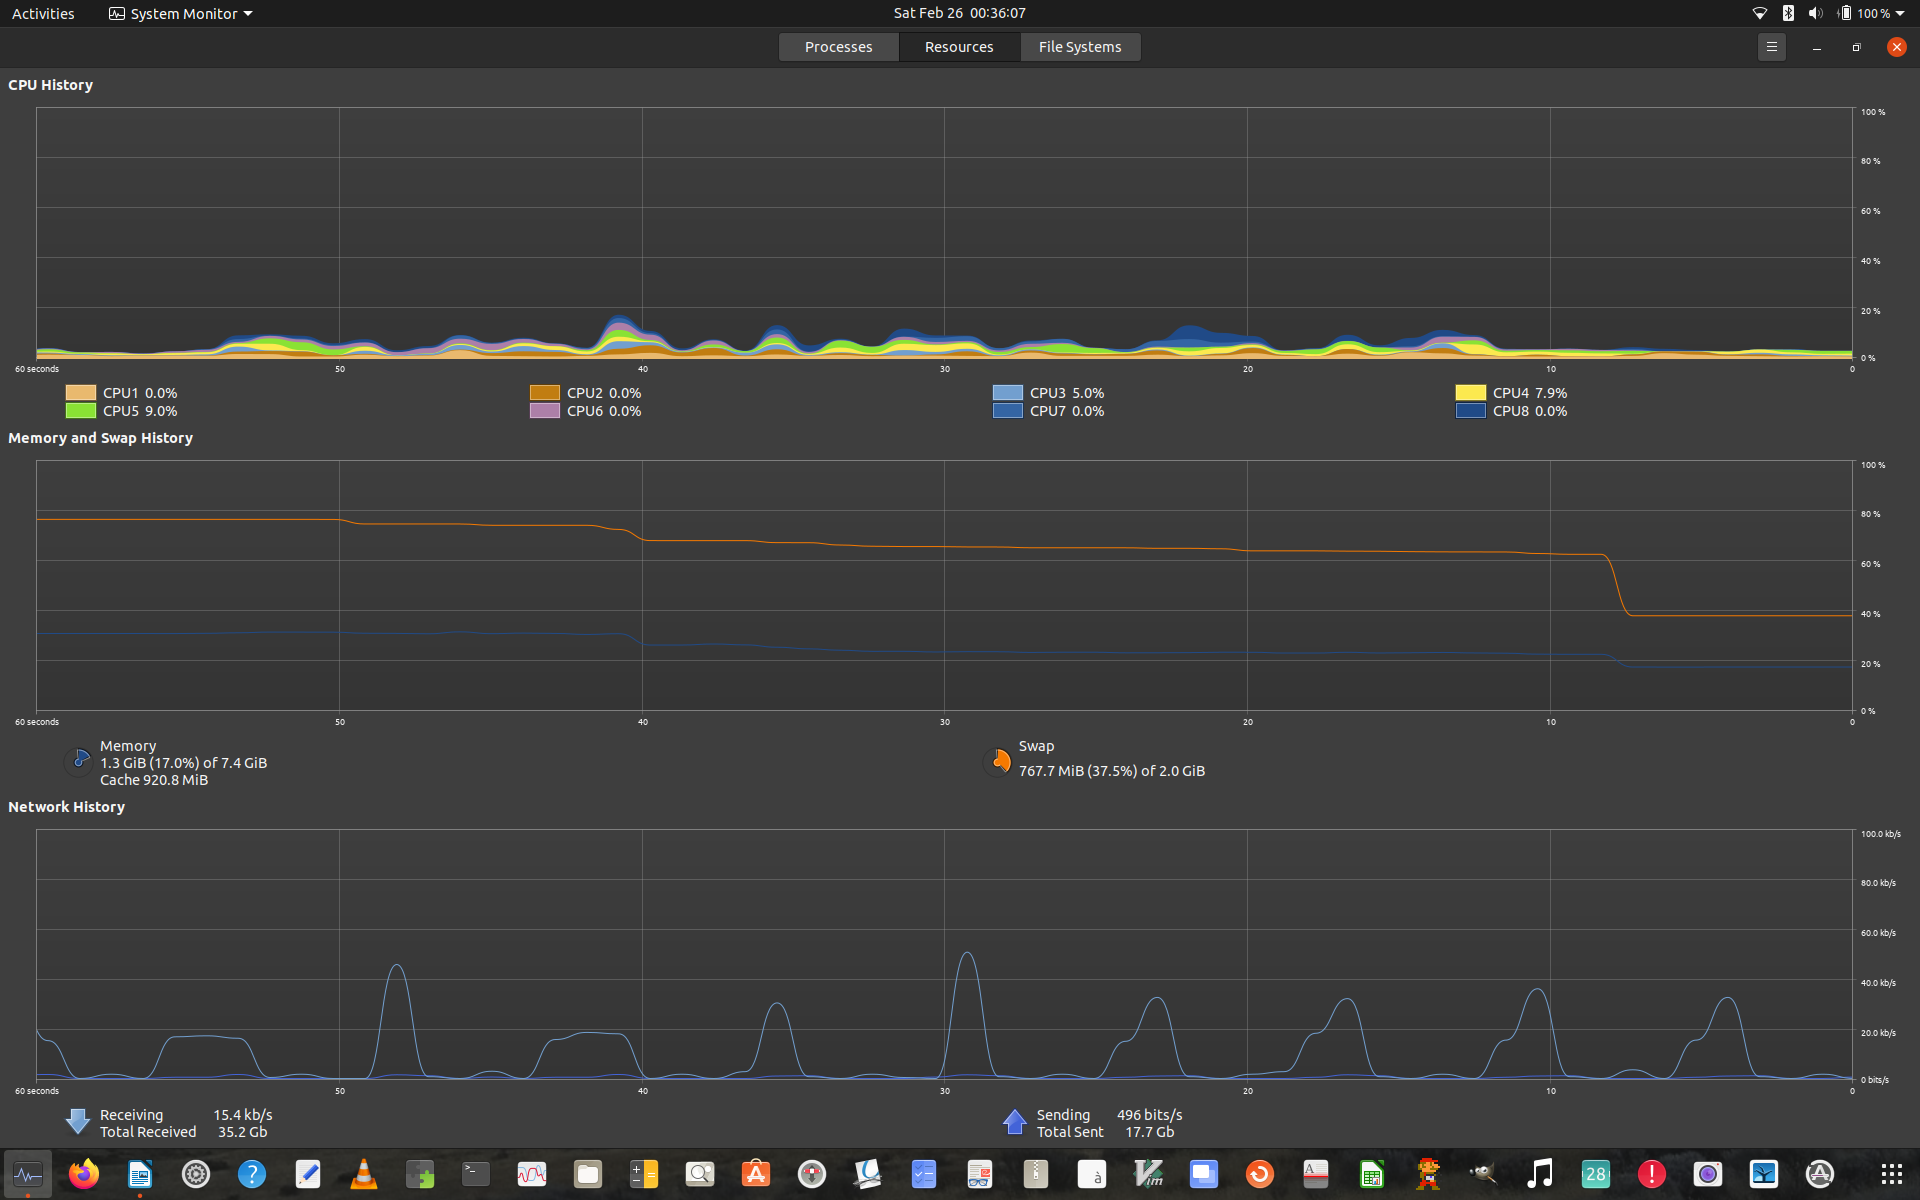 Activities System Monitor Sat Feb 26 00:36:07 100 %
Processes Resources File Systems
CPU History
100 %
80 %
60 %
40 %
20 %
0 %
60 seconds 50 40 30 20 10 0
CPU1 0.0% CPU2 0.0% CPU3 5.0% CPU4 7.9%
CPU5 9.0% CPU6 0.0% CPU7 0.0% CPU8 0.0%
Memory and Swap History
100 %
80 %
60 %
40 %
20 %
0 %
60 seconds 50 40 30 20 10 0
Memory
1.3 GiB (17.0%) of 7.4 GiB
Cache 920.8 MiB
Swap
767.7 MiB (37.5%) of 2.0 GiB
Network History
100.0 kb/s
80.0 kb/s
60.0 kb/s
40.0 kb/s
20.0 kb/s
0 bits/s
60 seconds 50 40 30 20 10 0
Receiving 15.4 kb/s Sending 496 bits/s
Total Received 35.2 Gb Total Sent 17.7 Gb
? >_ A à Vim A 28 !